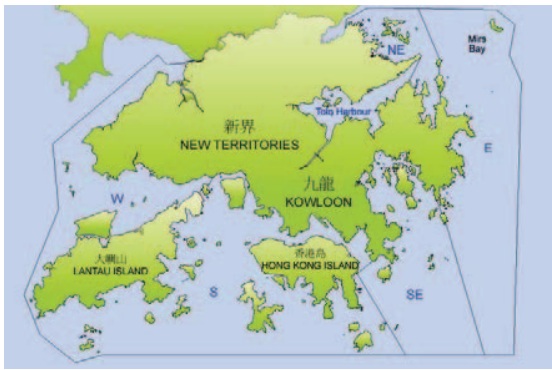 NE
Mirs
Bay
Tolo Harbour
新界
NEW TERRITORIES
E
九龍
KOWLOON
W
大嶼山
LANTAU ISLAND
香港島
HONG KONG ISLAND
S
SE